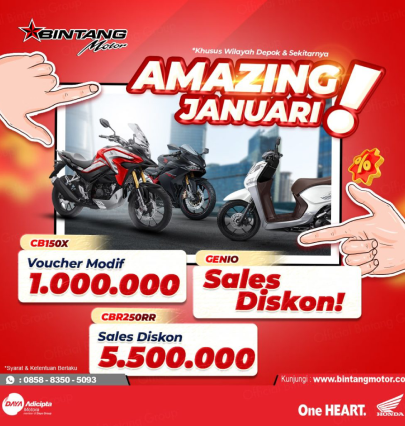 BINTANG
Motor
*Khusus Wilayah Depok & Sekitarnya
AMAZING
JANUARI!
%
CB150X
Voucher Modif
1.000.000
GENIO
Sales
Diskon!
CBR250RR
Sales Diskon
5.500.000
*Syarat & Ketentuan Berlaku
: 0858 - 8350 - 5093
Kunjungi : www.bintangmotor.co
DAYA Adicipta
Motora
One HEART.
HONDA